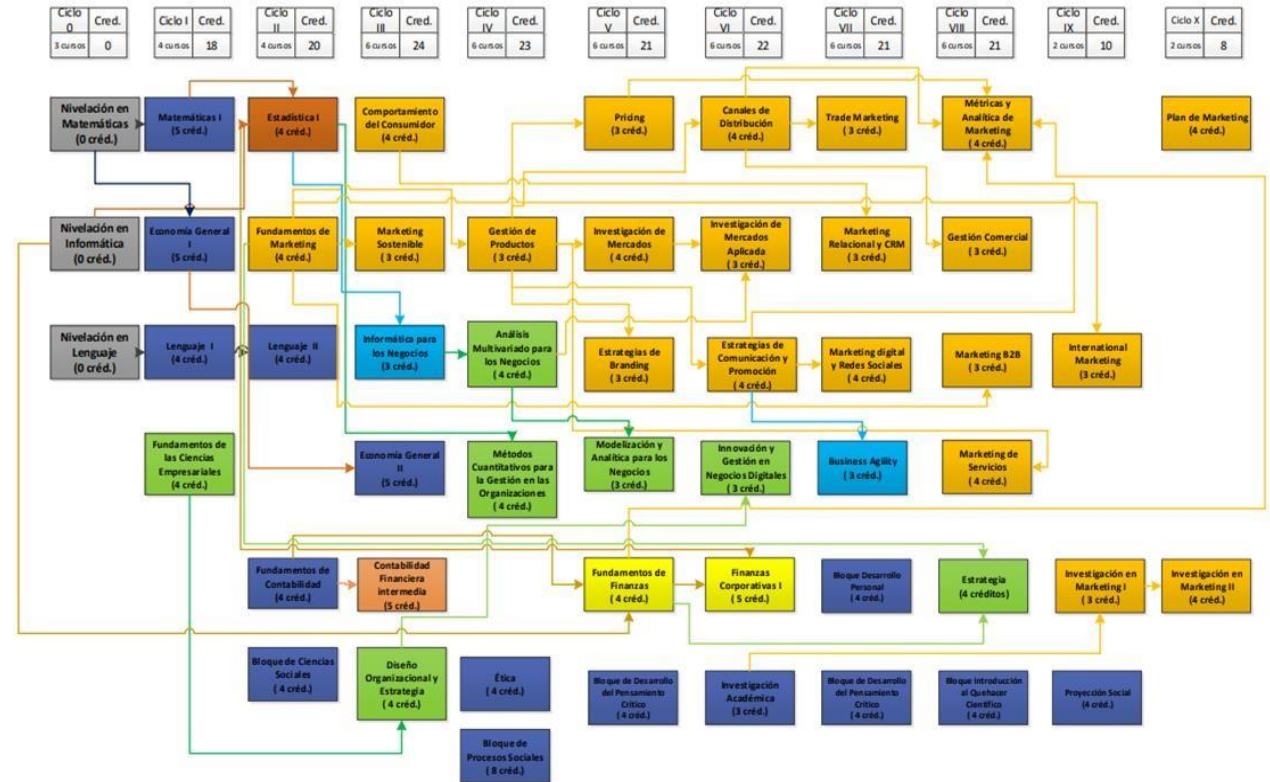 Ciclo 0
Cred.
3 cursos
0
Ciclo I
Cred.
4 cursos
18
Ciclo II
Cred.
4 cursos
20
Ciclo III
Cred.
6 cursos
24
Ciclo IV
Cred.
6 cursos
23
Ciclo V
Cred.
6 cursos
21
Ciclo VI
Cred.
6 cursos
22
Ciclo VII
Cred.
6 cursos
21
Ciclo VIII
Cred.
6 cursos
21
Ciclo IX
Cred.
2 cursos
10
Ciclo X
Cred.
2 cursos
8
Nivelación en
Matemáticas
(0 créd.)
Matemáticas I
(5 créd.)
Estadística I
(4 créd.)
Comportamiento
del Consumidor
(4 créd.)
Pricing
(3 créd.)
Canales de
Distribución
(4 créd.)
Trade Marketing
( 3 créd.)
Métricas y
Analítica de
Marketing
( 4 créd.)
Plan de Marketing
(4 créd.)
Nivelación en
Informática
(0 créd.)
Economía General
I
(5 créd.)
Fundamentos de
Marketing
(4 créd.)
Marketing
Sostenible
( 3 créd.)
Gestión de
Productos
(3 créd.)
Investigación de
Mercados
(4 créd.)
Investigación de
Mercados
Aplicada
(3 créd.)
Marketing
Relacional y CRM
(3 créd.)
Gestión Comercial
(3 créd.)
Nivelación en
Lenguaje
(0 créd.)
Lenguaje I
(4 créd.)
Lenguaje II
(4 créd.)
Informática para
los Negocios
(3 créd.)
Análisis
Multivariado para
los Negocios
(4 créd.)
Estrategias de
Branding
(3 créd.)
Estrategias de
Comunicación y
Promoción
(4 créd.)
Marketing digital
y Redes Sociales
( 4 créd.)
Marketing B2B
( 3 créd.)
International
Marketing
(3 créd.)
Fundamentos de
las Ciencias
Empresariales
(4 créd.)
Economía General
II
(5 créd.)
Métodos
Cuantitativos para
la Gestión en las
Organizaciones
( 4 créd.)
Modelización y
Analítica para los
Negocios
(3 créd.)
Innovación y
Gestión en
Negocios Digitales
( 3 créd.)
Business Agility
( 3 créd.)
Marketing de
Servicios
( 4 créd.)
Fundamentos de
Contabilidad
(4 créd.)
Contabilidad
Financiera
intermedia
(5 créd.)
Fundamentos de
Finanzas
( 4 créd.)
Finanzas
Corporativas I
( 5 créd.)
Bloque Desarrollo
Personal
( 4 créd.)
Estrategia
(4 créditos)
Investigación en
Marketing I
( 3 créd.)
Investigación en
Marketing II
( 4 créd.)
Bloque de Ciencias
Sociales
( 4 créd.)
Diseño
Organizacional y
Estrategia
( 4 créd.)
Ética
( 4 créd.)
Bloque de Desarrollo
del Pensamiento
Crítico
( 4 créd.)
Investigación
Académica
(3 créd.)
Bloque de Desarrollo
del Pensamiento
Crítico
( 4 créd.)
Bloque Introducción
al Quehacer
Científico
( 4 créd.)
Proyección Social
(4 créd.)
Bloque de
Procesos Sociales
( 8 créd.)